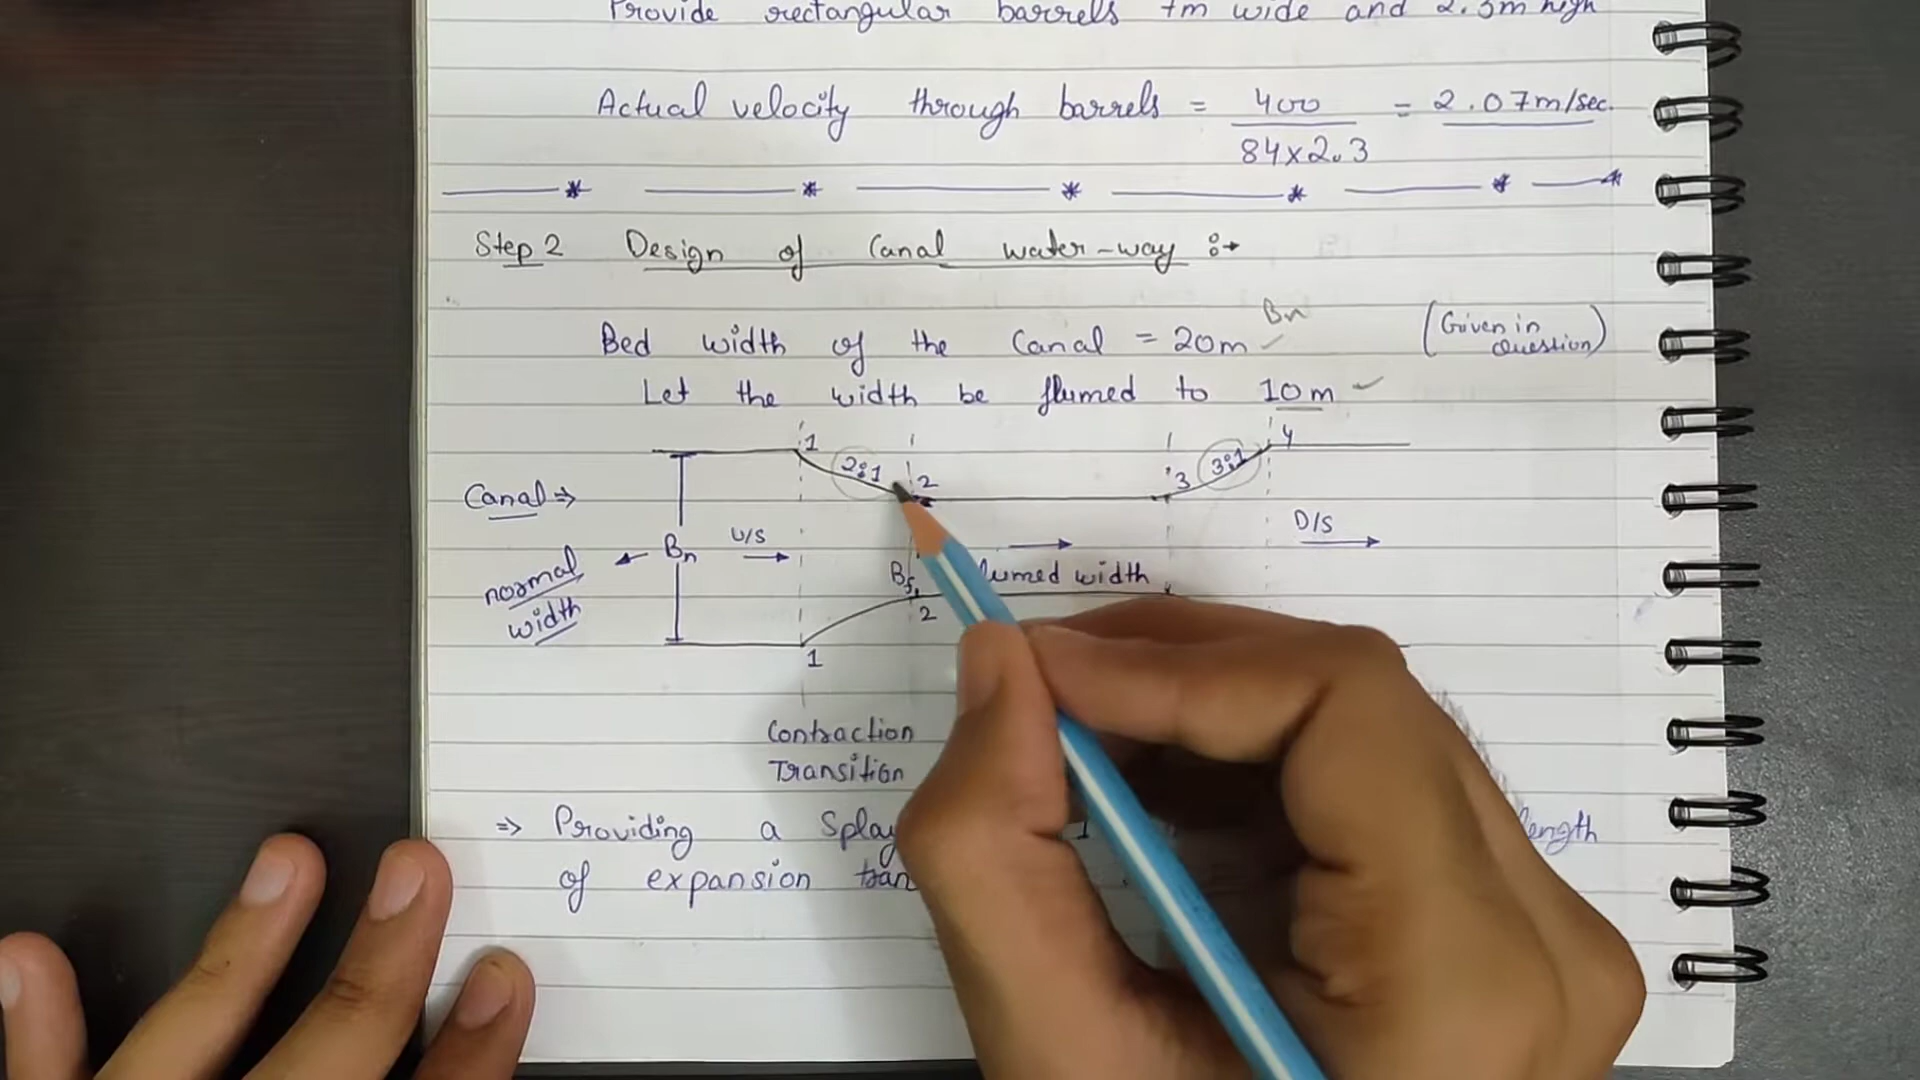 Provide rectangular barrels 7m wide and 2.3m high
Actual velocity through barrels = 400 / 84x2.3 = 2.07m/sec.
Step 2 Design of Canal water-way :→
Bn
Bed width of the Canal = 20m ✓ (Given in Question)
Let the width be flumed to 10m ✓
1 2:1 2 3 3:1 4
Canal ⇒
U/S → D/S
normal width ← Bn
Bf flumed width
2
1
Contraction
Transition
⇒ Providing a Splay 1 length
of expansion tran